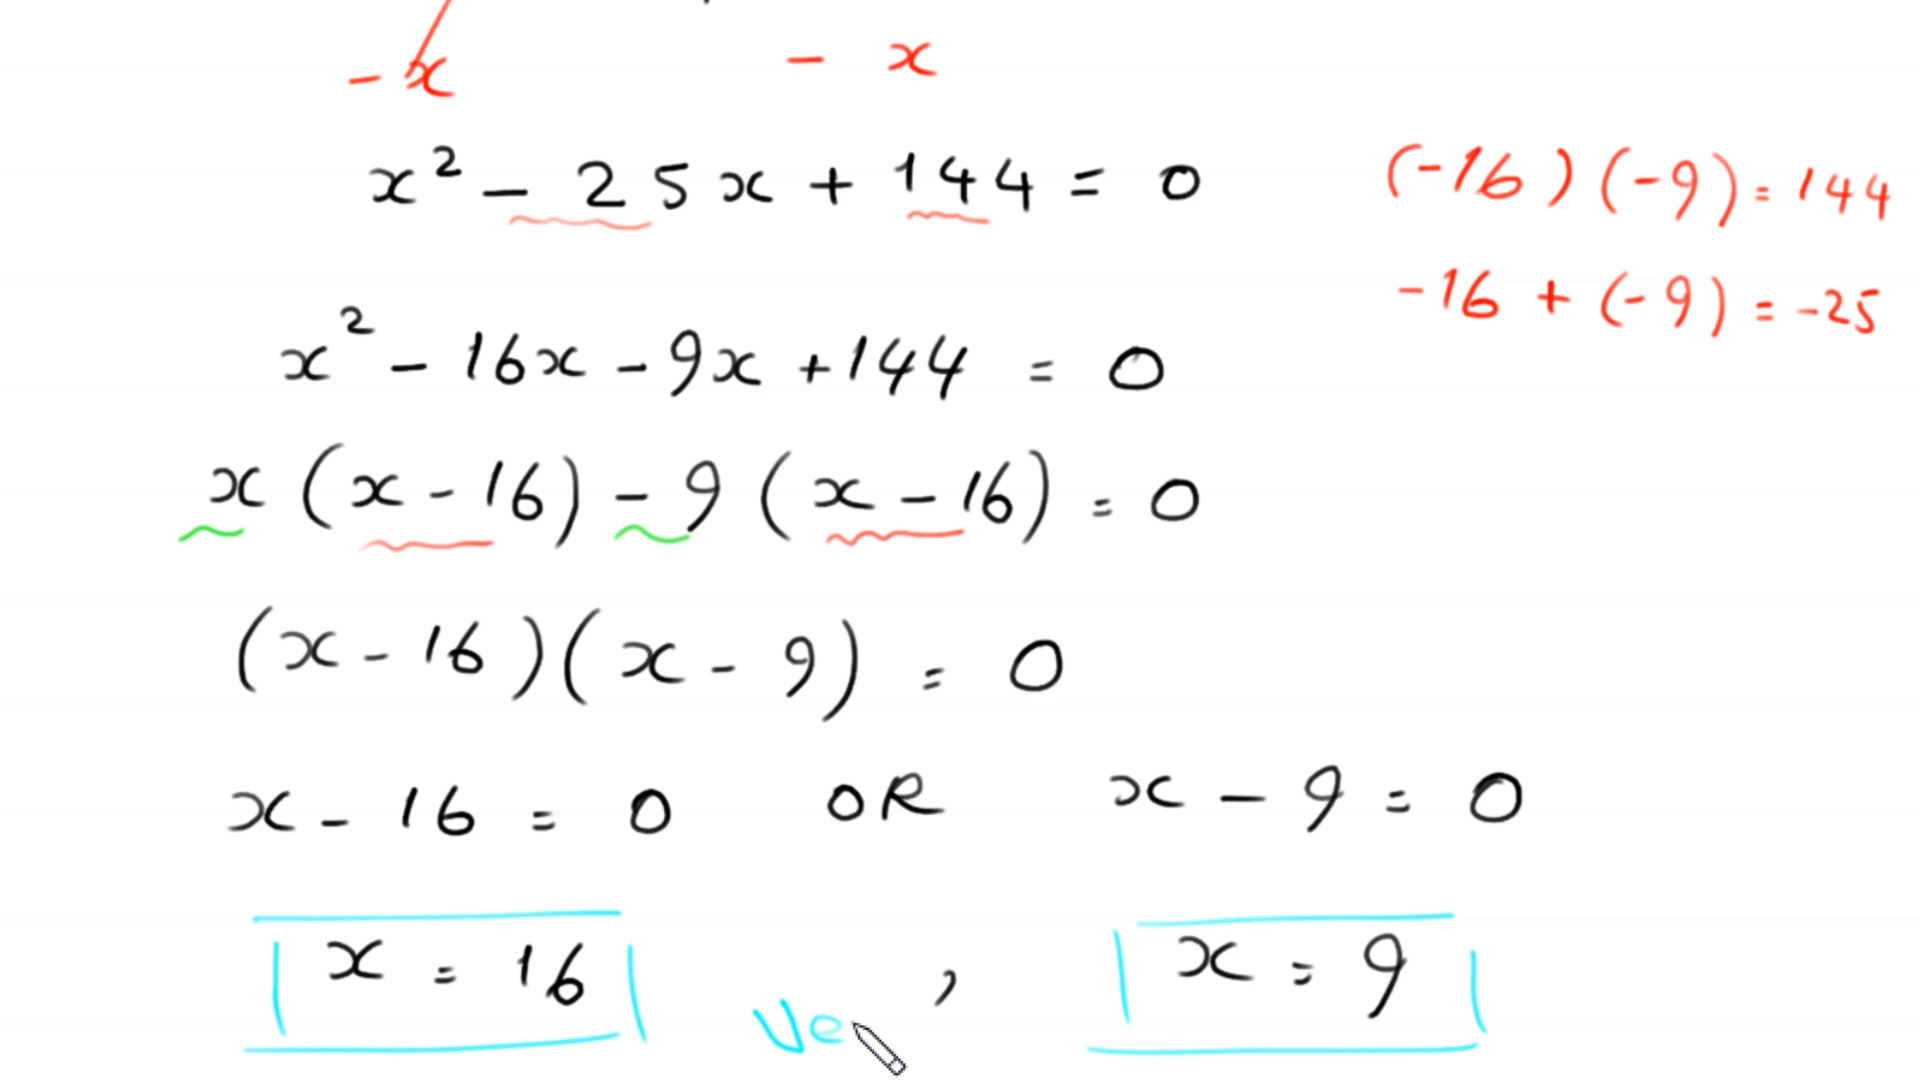 - x - x
x² - 25x + 144 = 0
(-16)(-9) = 144
-16 + (-9) = -25
x² - 16x - 9x + 144 = 0
x(x - 16) - 9(x - 16) = 0
(x - 16)(x - 9) = 0
x - 16 = 0 OR x - 9 = 0
x = 16 , x = 9
Ve